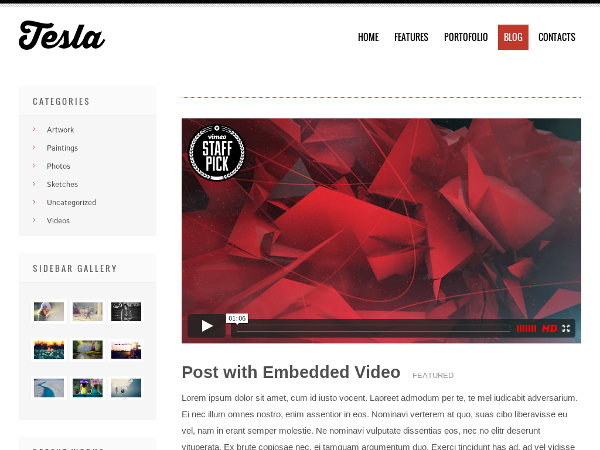 Tesla
HOME FEATURES PORTOFOLIO BLOG CONTACTS
CATEGORIES
Artwork
Paintings
Photos
Sketches
Uncategorized
Videos
SIDEBAR GALLERY
vimeo
STAFF
PICK
01:05
HD
Post with Embedded Video FEATURED
Lorem ipsum dolor sit amet, cum id iusto vocent. Laoreet admodum per te, te mel iudicabit adversarium.
Ei nec illum omnes nostro, enim assentior in eos. Nominavi verterem at quo, suas cibo liberavisse eu
vel, nam in erant semper molestie. Ne nominavi vulputate dissentias eos, nec no elitr deserunt
vituperata. Ex brute copiosae nec, ei tamquam argumentum duo. Exerci tincidunt has ad, ad vel vidisse